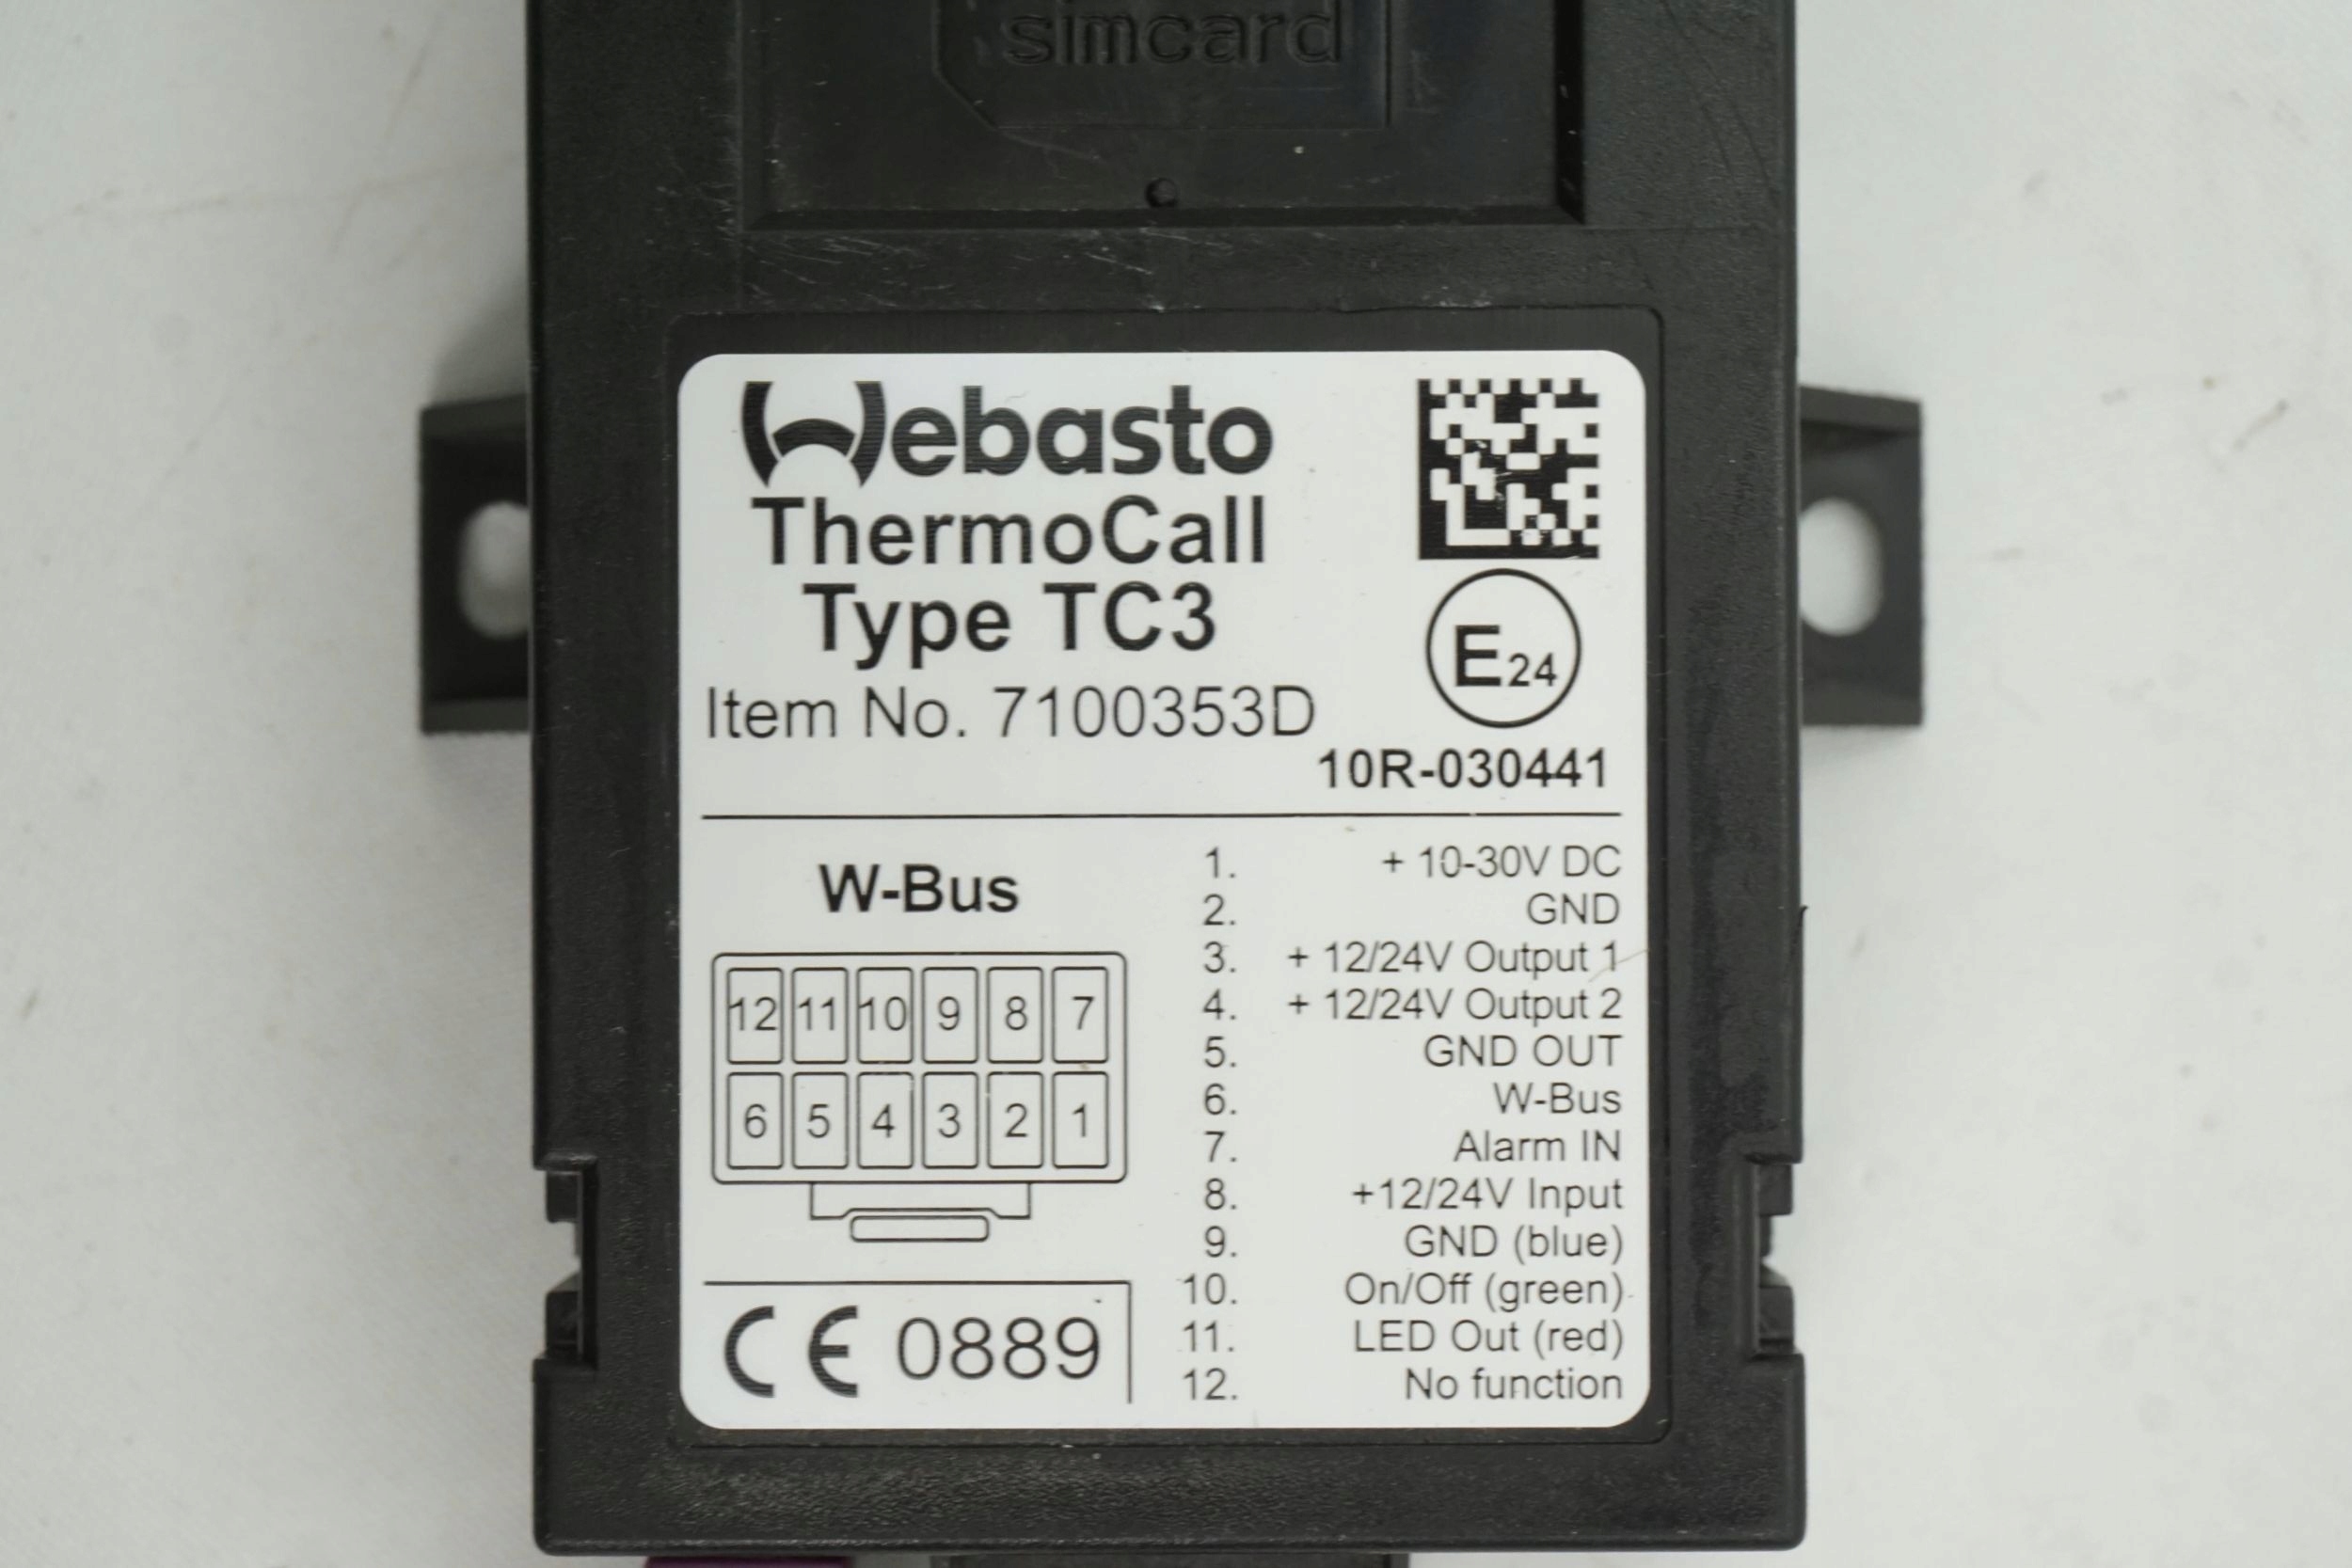 simcard
Webasto
ThermoCall
Type TC3
Item No. 7100353D
E24
10R-030441
W-Bus
12 11 10 9 8 7
6 5 4 3 2 1
CE 0889
1. + 10-30V DC
2. GND
3. + 12/24V Output 1
4. + 12/24V Output 2
5. GND OUT
6. W-Bus
7. Alarm IN
8. +12/24V Input
9. GND (blue)
10. On/Off (green)
11. LED Out (red)
12. No function